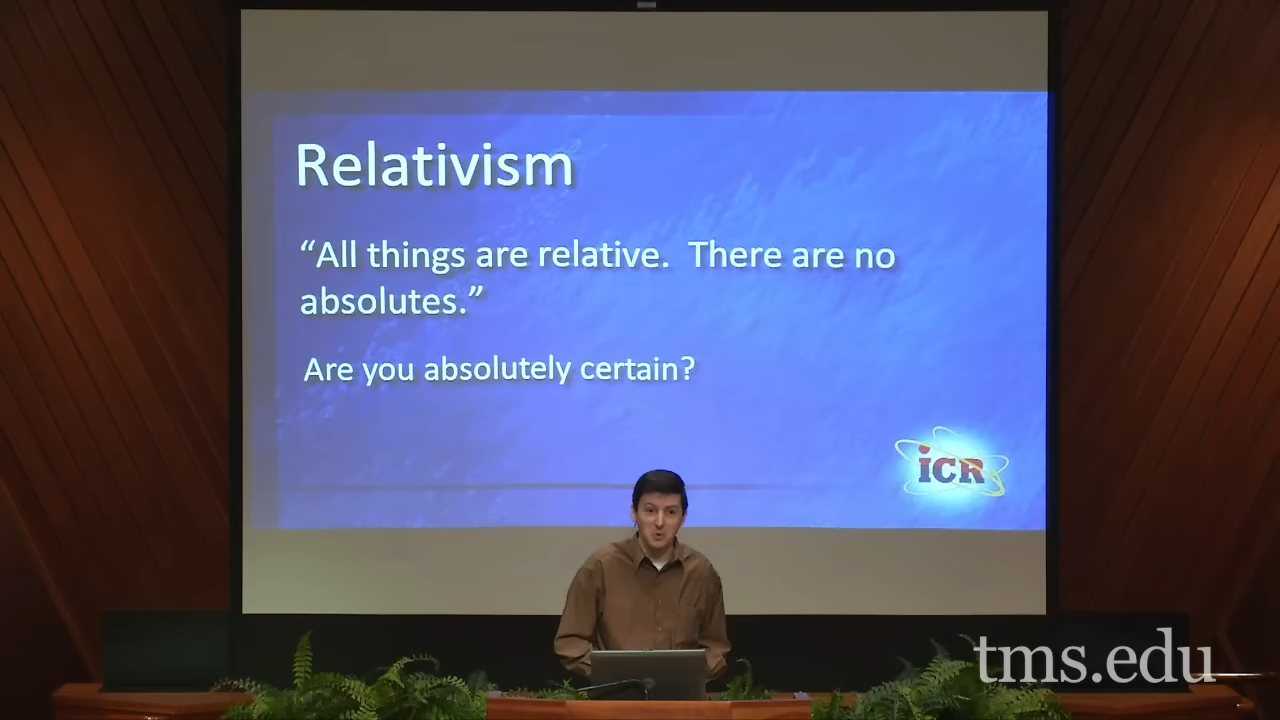 Relativism
“All things are relative.  There are no
absolutes.”
Are you absolutely certain?
iCR
tms.edu